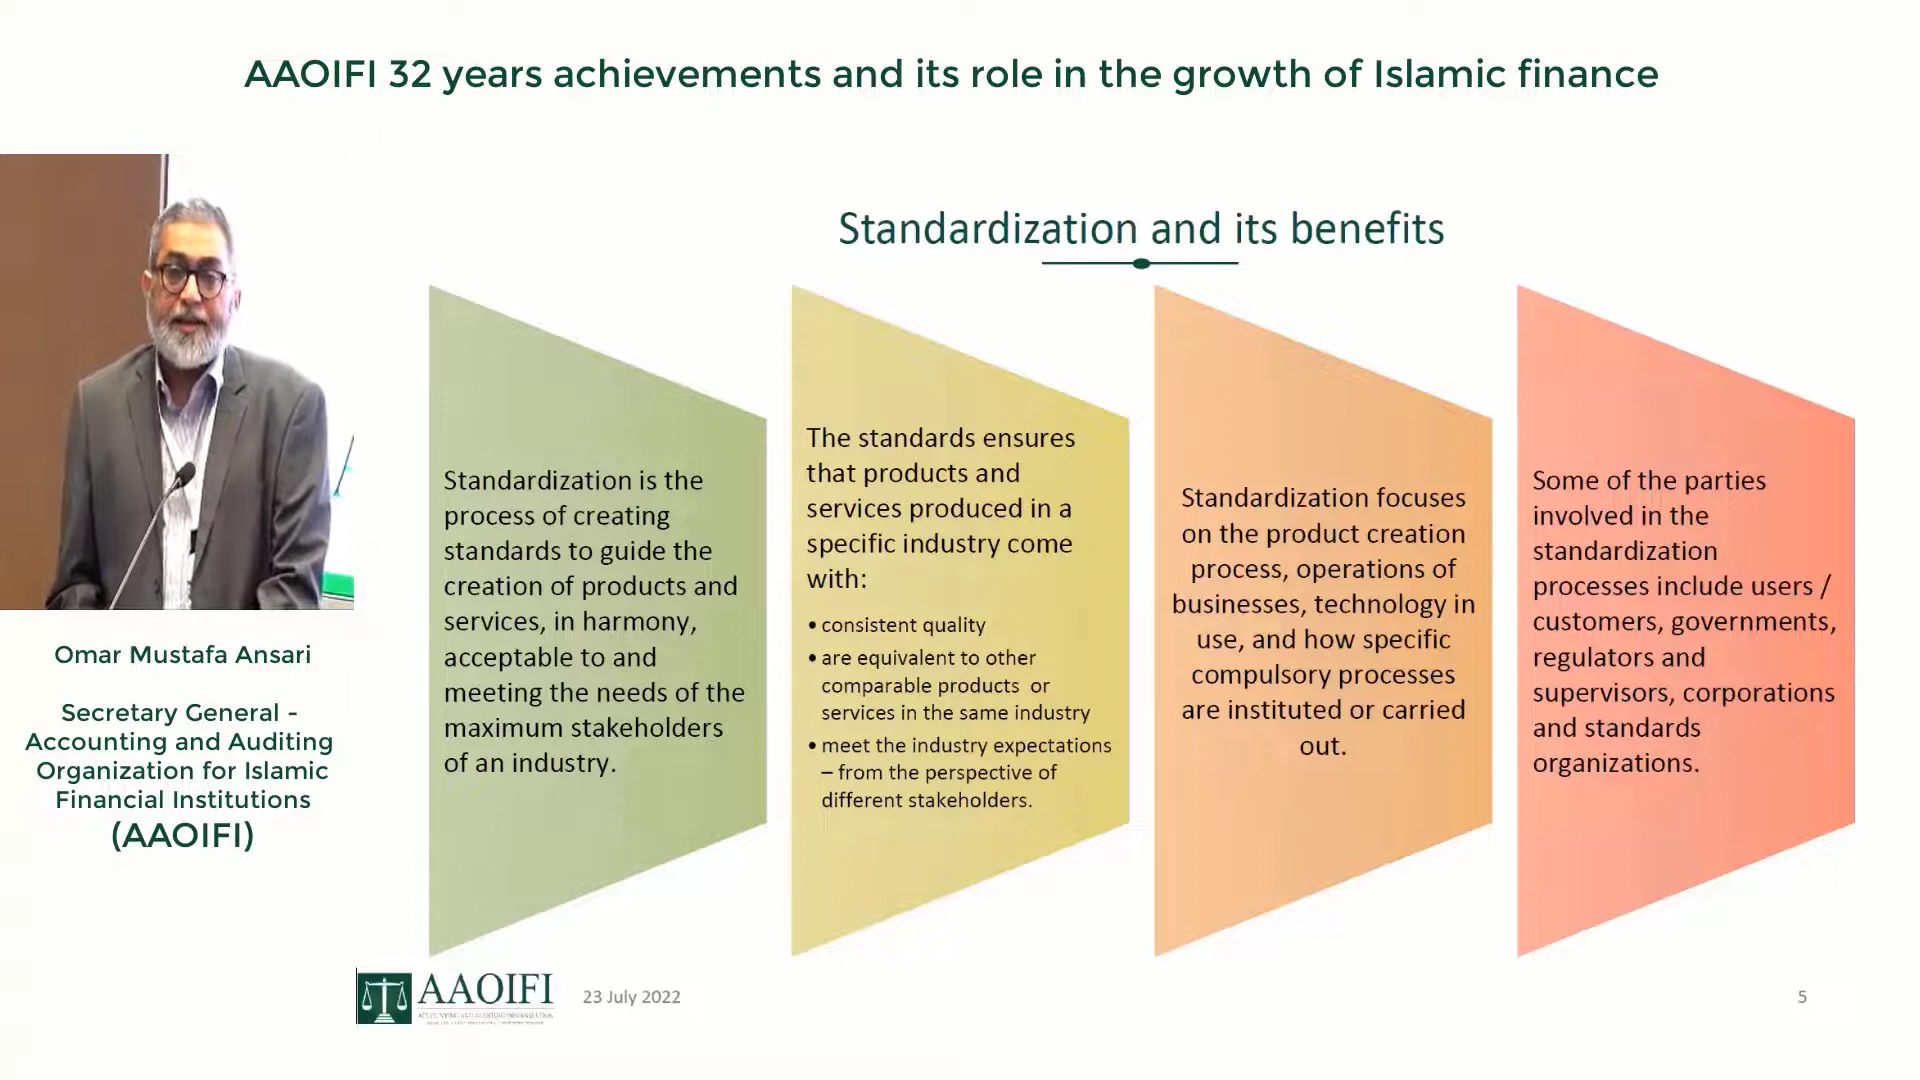 AAOIFI 32 years achievements and its role in the growth of Islamic finance
Omar Mustafa Ansari
Secretary General -
Accounting and Auditing
Organization for Islamic
Financial Institutions
(AAOIFI)
Standardization and its benefits
Standardization is the
process of creating
standards to guide the
creation of products and
services, in harmony,
acceptable to and
meeting the needs of the
maximum stakeholders
of an industry.
The standards ensures
that products and
services produced in a
specific industry come
with:
• consistent quality
• are equivalent to other
comparable products or
services in the same industry
• meet the industry expectations
– from the perspective of
different stakeholders.
Standardization focuses
on the product creation
process, operations of
businesses, technology in
use, and how specific
compulsory processes
are instituted or carried
out.
Some of the parties
involved in the
standardization
processes include users /
customers, governments,
regulators and
supervisors, corporations
and standards
organizations.
AAOIFI
ACCOUNTING AND AUDITING ORGANIZATION
23 July 2022
5